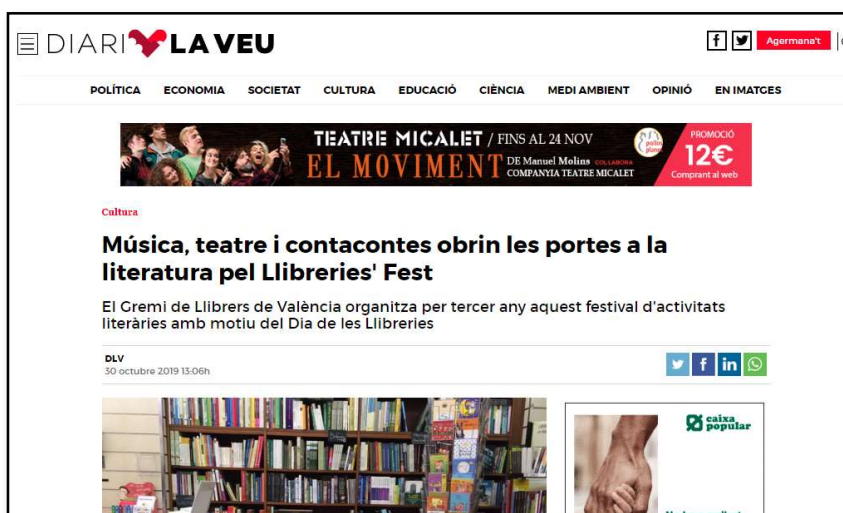 DIARI LA VEU
Agermana't
POLÍTICA ECONOMIA SOCIETAT CULTURA EDUCACIÓ CIÈNCIA MEDI AMBIENT OPINIÓ EN IMATGES
TEATRE MICALET / FINS AL 24 NOV
EL MOVIMENT DE Manuel Molins COL·LABORA
COMPANYIA TEATRE MICALET
PROMOCIÓ
12€
Comprant al web
Cultura
Música, teatre i contacontes obrin les portes a la
literatura pel Llibreries' Fest
El Gremi de Llibrers de València organitza per tercer any aquest festival d'activitats
literàries amb motiu del Dia de les Llibreries
DLV
30 octubre 2019 13:06h
caixa
popular